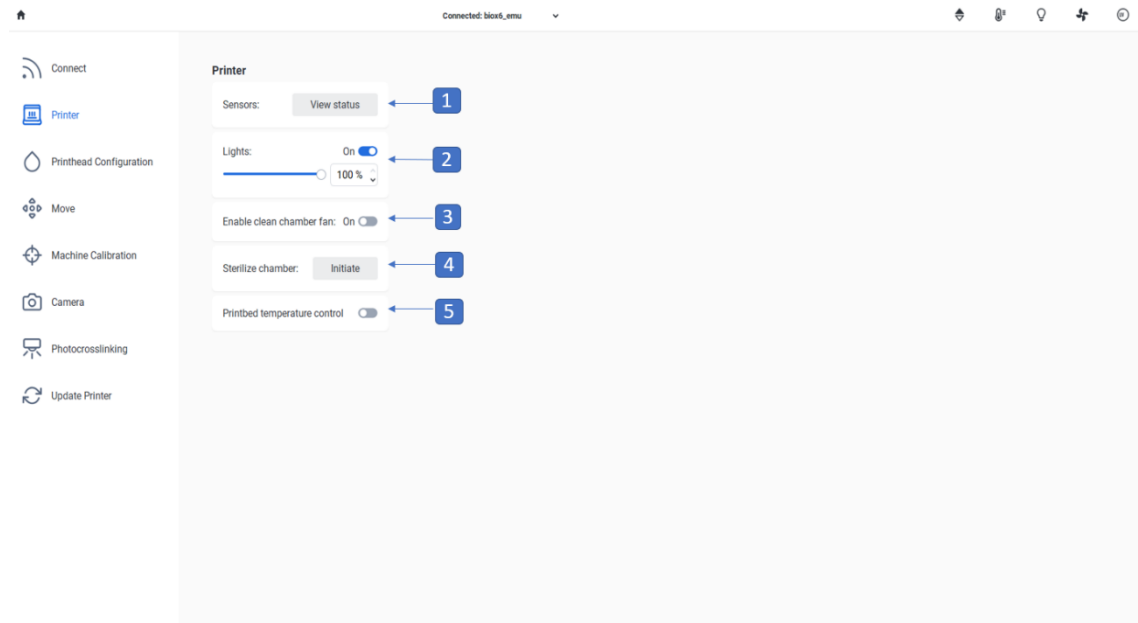 Connected: biox6_emu
Connect
Printer
Printhead Configuration
Move
Machine Calibration
Camera
Photocrosslinking
Update Printer
Printer
Sensors: View status
1
Lights: On
100 %
2
Enable clean chamber fan: On
3
Sterilize chamber: Initiate
4
Printbed temperature control
5